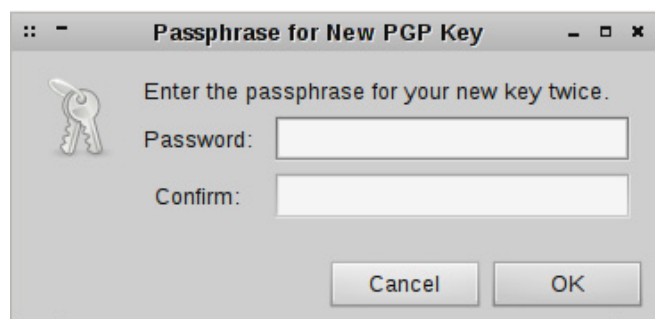 Passphrase for New PGP Key
Enter the passphrase for your new key twice.
Password:
Confirm:
Cancel OK